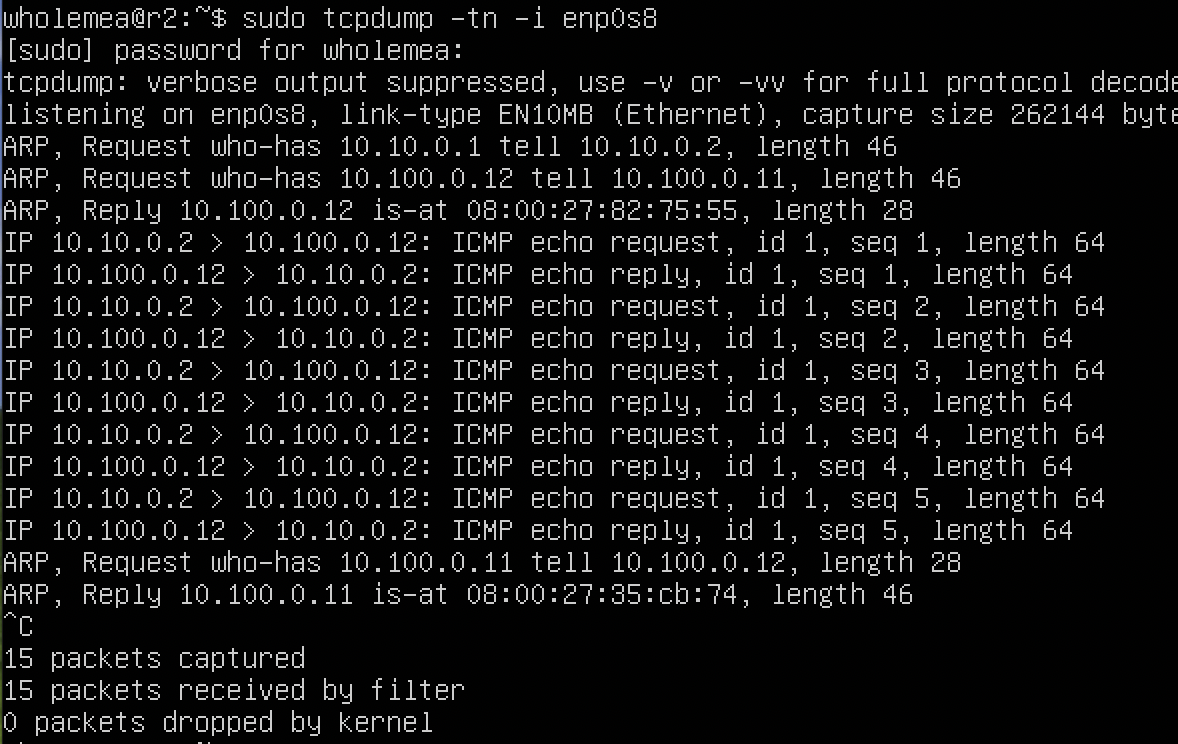 wholemea@r2:~$ sudo tcpdump -tn -i enp0s8
[sudo] password for wholemea:
tcpdump: verbose output suppressed, use -v or -vv for full protocol decode
listening on enp0s8, link-type EN10MB (Ethernet), capture size 262144 byte
ARP, Request who-has 10.10.0.1 tell 10.10.0.2, length 46
ARP, Request who-has 10.100.0.12 tell 10.100.0.11, length 46
ARP, Reply 10.100.0.12 is-at 08:00:27:82:75:55, length 28
IP 10.10.0.2 > 10.100.0.12: ICMP echo request, id 1, seq 1, length 64
IP 10.100.0.12 > 10.10.0.2: ICMP echo reply, id 1, seq 1, length 64
IP 10.10.0.2 > 10.100.0.12: ICMP echo request, id 1, seq 2, length 64
IP 10.100.0.12 > 10.10.0.2: ICMP echo reply, id 1, seq 2, length 64
IP 10.10.0.2 > 10.100.0.12: ICMP echo request, id 1, seq 3, length 64
IP 10.100.0.12 > 10.10.0.2: ICMP echo reply, id 1, seq 3, length 64
IP 10.10.0.2 > 10.100.0.12: ICMP echo request, id 1, seq 4, length 64
IP 10.100.0.12 > 10.10.0.2: ICMP echo reply, id 1, seq 4, length 64
IP 10.10.0.2 > 10.100.0.12: ICMP echo request, id 1, seq 5, length 64
IP 10.100.0.12 > 10.10.0.2: ICMP echo reply, id 1, seq 5, length 64
ARP, Request who-has 10.100.0.11 tell 10.100.0.12, length 28
ARP, Reply 10.100.0.11 is-at 08:00:27:35:cb:74, length 46
^C
15 packets captured
15 packets received by filter
0 packets dropped by kernel